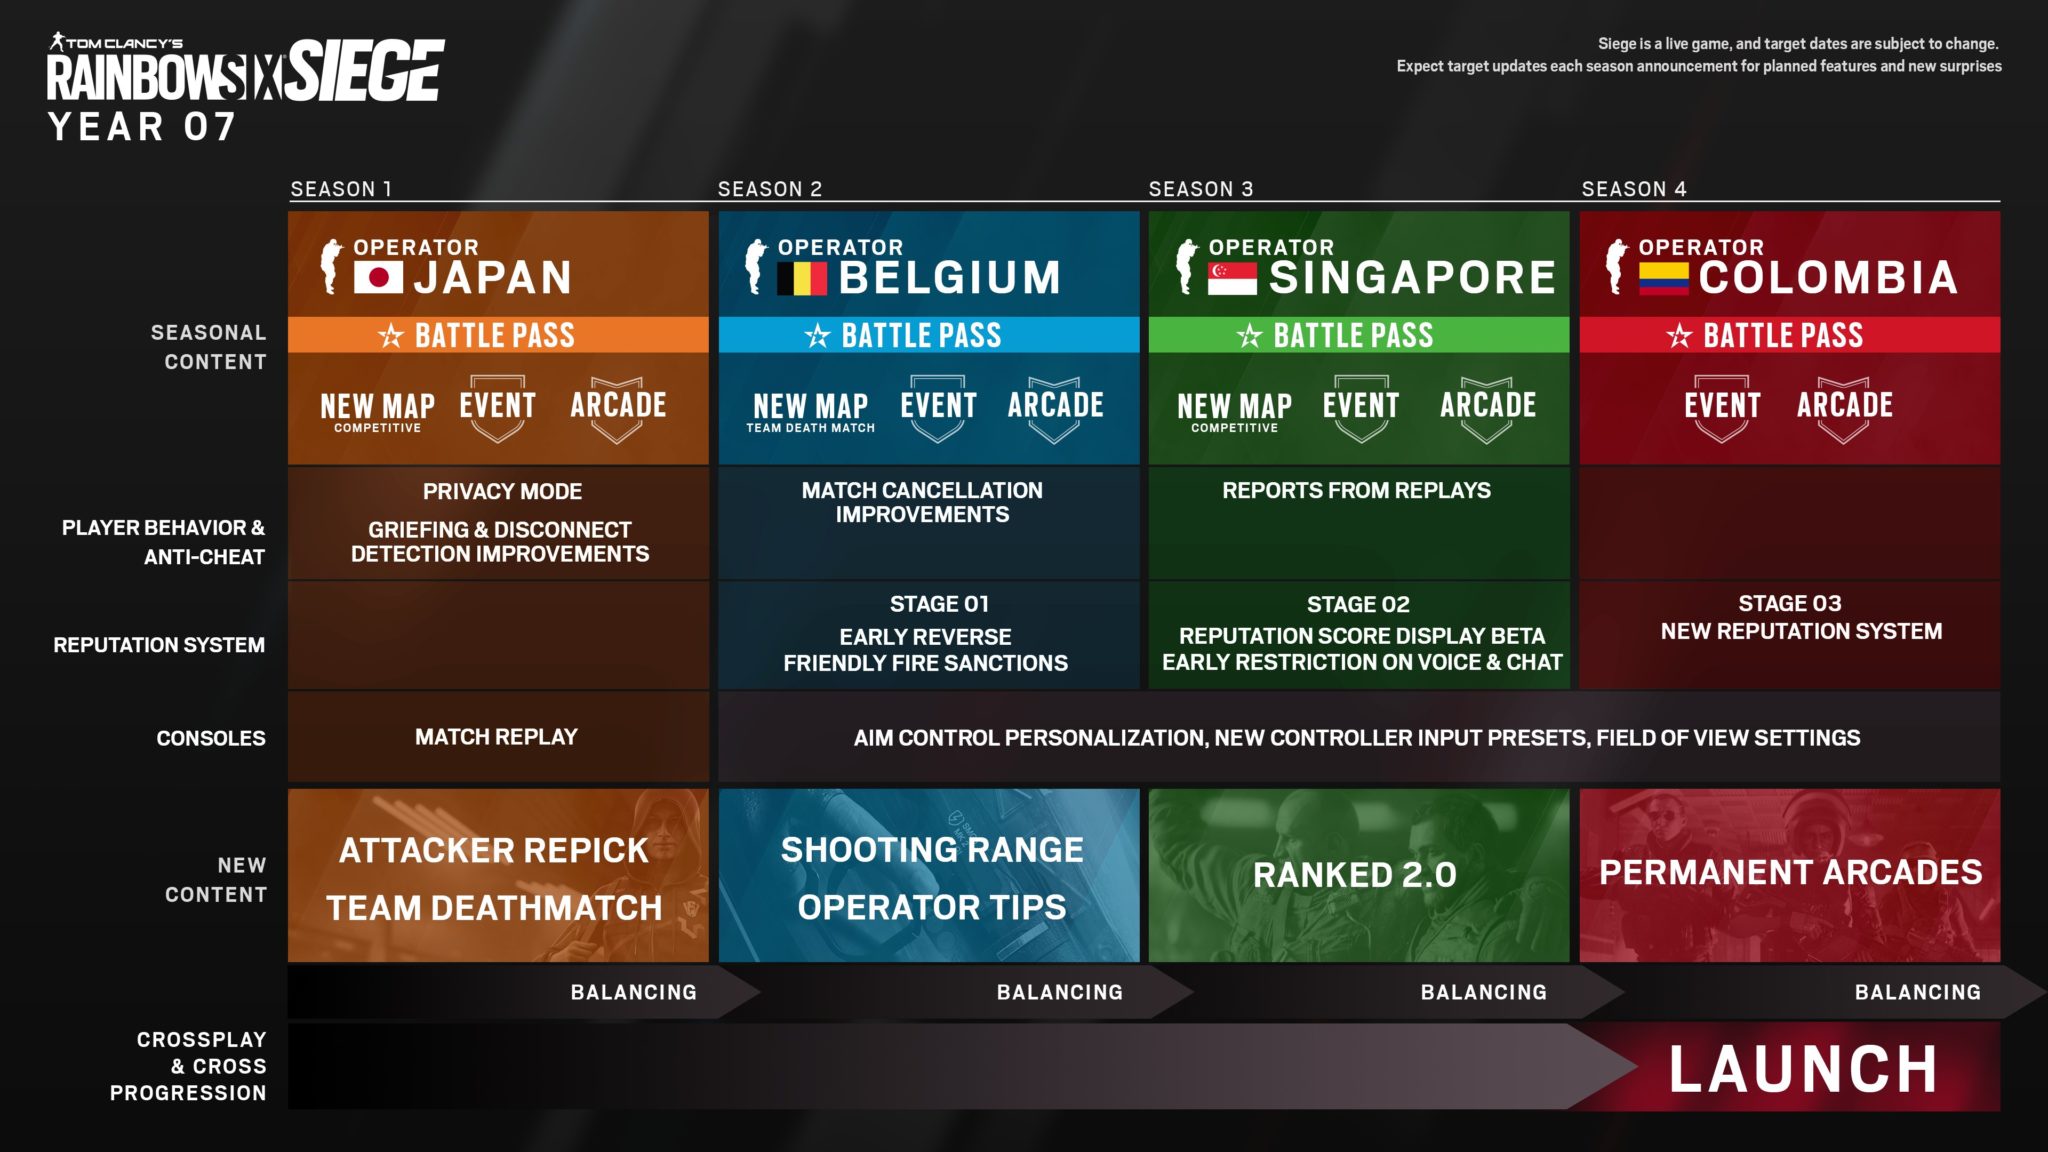 TOM CLANCY'S
RAINBOWSIX SIEGE
YEAR 07
Siege is a live game, and target dates are subject to change.
Expect target updates each season announcement for planned features and new surprises
SEASON 1
SEASON 2
SEASON 3
SEASON 4
SEASONAL
CONTENT
OPERATOR
JAPAN
BATTLE PASS
NEW MAP
COMPETITIVE
EVENT
ARCADE
OPERATOR
BELGIUM
BATTLE PASS
NEW MAP
TEAM DEATH MATCH
EVENT
ARCADE
OPERATOR
SINGAPORE
BATTLE PASS
NEW MAP
COMPETITIVE
EVENT
ARCADE
OPERATOR
COLOMBIA
BATTLE PASS
EVENT
ARCADE
PLAYER BEHAVIOR &
ANTI-CHEAT
PRIVACY MODE
GRIEFING & DISCONNECT
DETECTION IMPROVEMENTS
MATCH CANCELLATION
IMPROVEMENTS
REPORTS FROM REPLAYS
REPUTATION SYSTEM
STAGE 01
EARLY REVERSE
FRIENDLY FIRE SANCTIONS
STAGE 02
REPUTATION SCORE DISPLAY BETA
EARLY RESTRICTION ON VOICE & CHAT
STAGE 03
NEW REPUTATION SYSTEM
CONSOLES
MATCH REPLAY
AIM CONTROL PERSONALIZATION, NEW CONTROLLER INPUT PRESETS, FIELD OF VIEW SETTINGS
NEW
CONTENT
ATTACKER REPICK
TEAM DEATHMATCH
SHOOTING RANGE
OPERATOR TIPS
RANKED 2.0
PERMANENT ARCADES
BALANCING
BALANCING
BALANCING
BALANCING
CROSSPLAY
& CROSS
PROGRESSION
LAUNCH